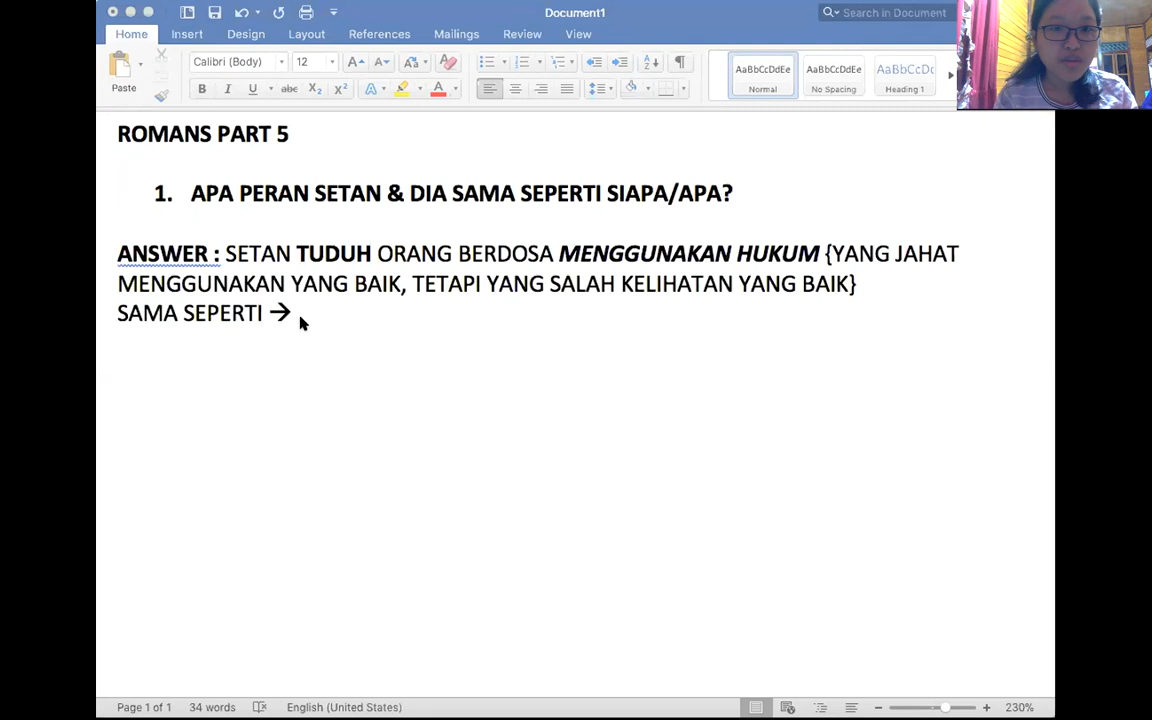 Document1
Search in Document
Home Insert Design Layout References Mailings Review View
Paste
Calibri (Body) 12
AaBbCcDdEe AaBbCcDdEe AaBbCcDc
Normal No Spacing Heading 1
ROMANS PART 5
1. APA PERAN SETAN & DIA SAMA SEPERTI SIAPA/APA?
ANSWER : SETAN TUDUH ORANG BERDOSA MENGGUNAKAN HUKUM {YANG JAHAT
MENGGUNAKAN YANG BAIK, TETAPI YANG SALAH KELIHATAN YANG BAIK}
SAMA SEPERTI →
Page 1 of 1 34 words English (United States) 230%